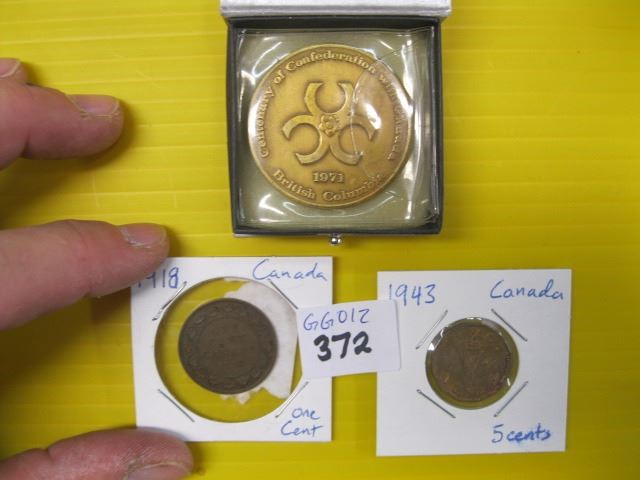 Centenary of Confederation with Canada
1971
British Columbia
1918 Canada
One
Cent
GG012
372
1943 Canada
5 cents